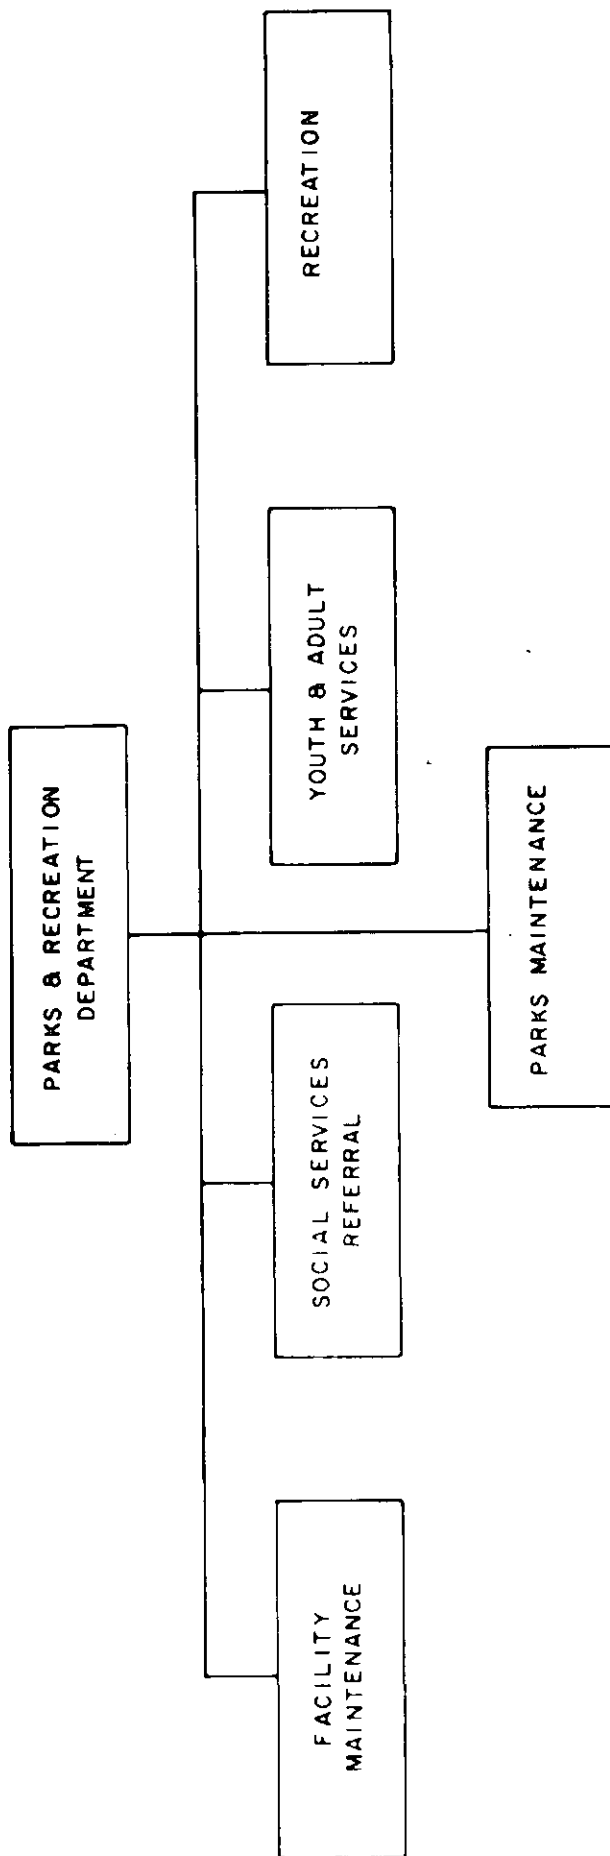 PARKS & RECREATION
DEPARTMENT
FACILITY
MAINTENANCE
SOCIAL SERVICES
REFERRAL
YOUTH & ADULT
SERVICES
RECREATION
PARKS MAINTENANCE